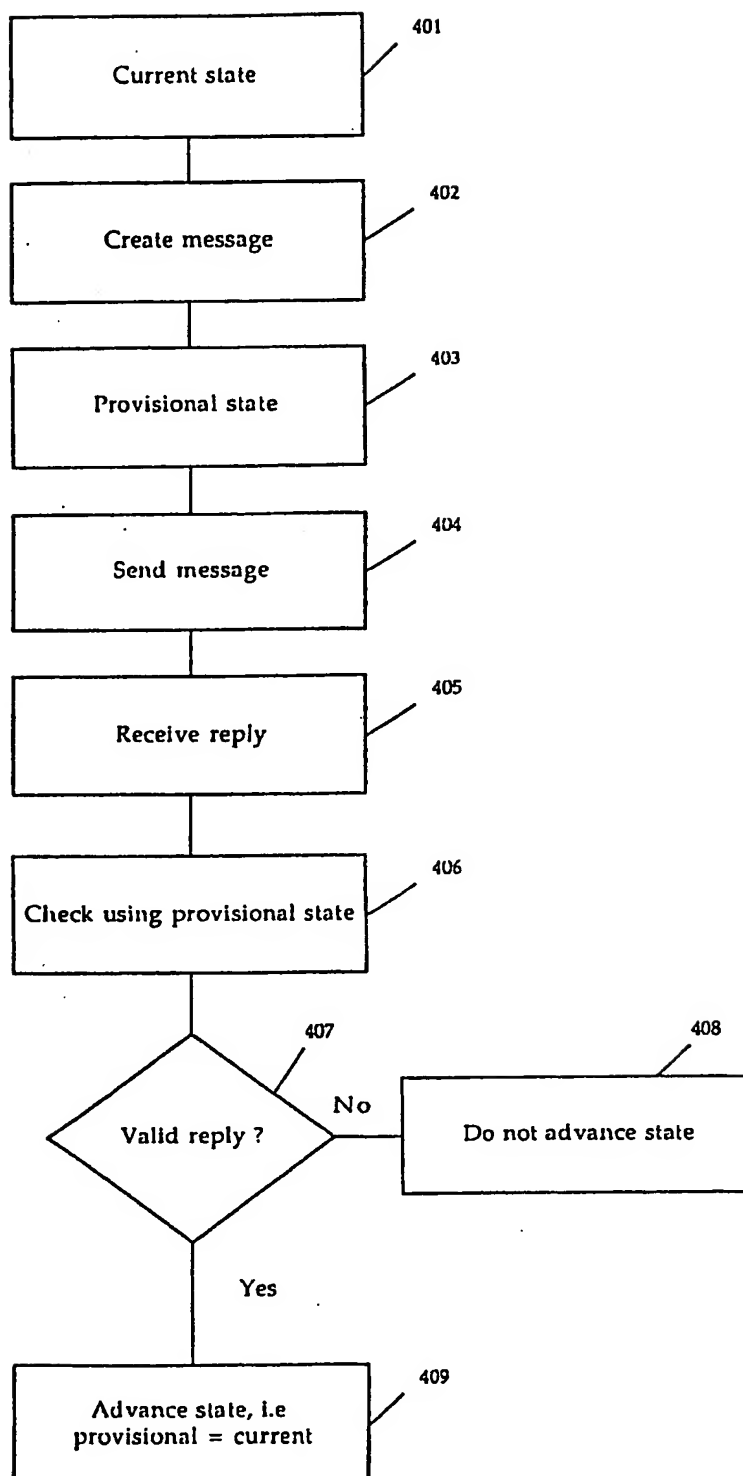 401
Current state
402
Create message
403
Provisional state
404
Send message
405
Receive reply
406
Check using provisional state
407
Valid reply ?
No
408
Do not advance state
Yes
409
Advance state, i.e
provisional = current